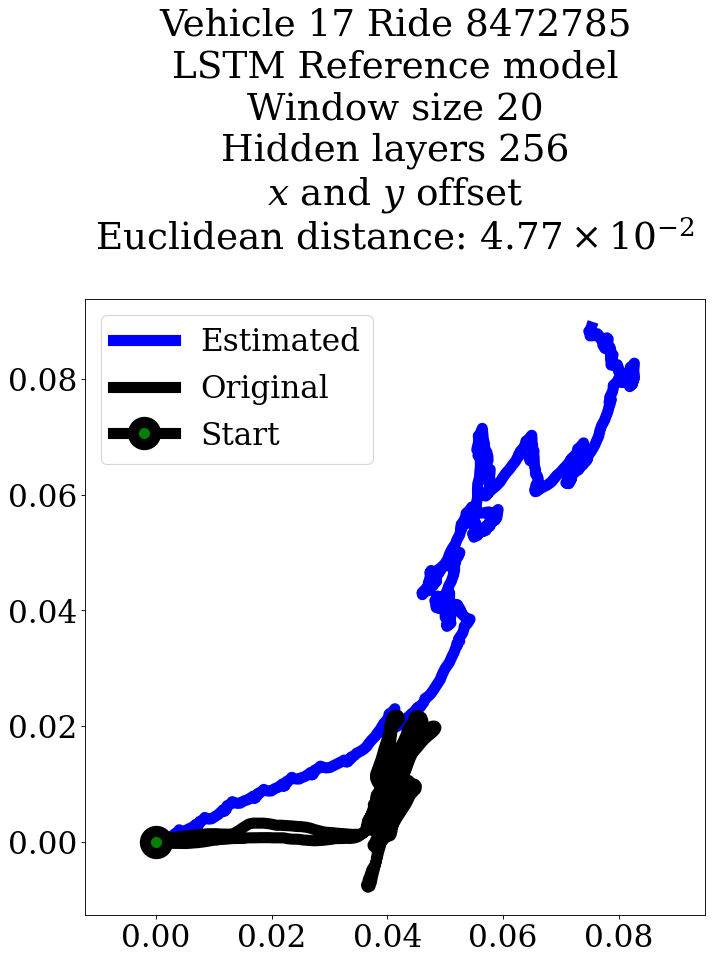 Vehicle 17 Ride 8472785
LSTM Reference model
Window size 20
Hidden layers 256
x and y offset
Euclidean distance: 4.77 × 10⁻²
Estimated
Original
Start
0.08
0.06
0.04
0.02
0.00
0.00 0.02 0.04 0.06 0.08